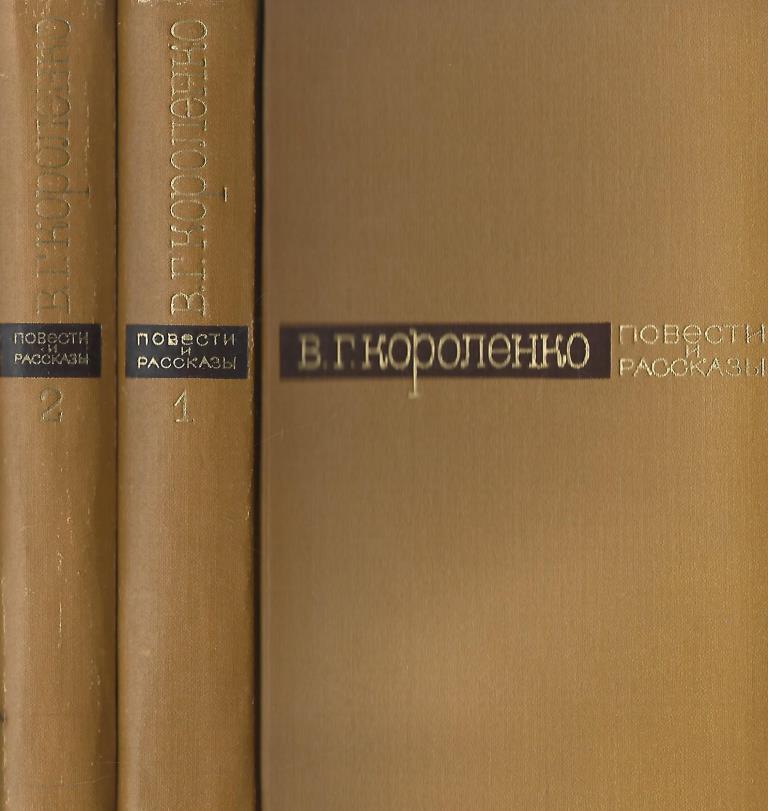 В.Г.Короленко
ПОВЕСТИ
И
РАССКАЗЫ
2
В.Г.Короленко
ПОВЕСТИ
И
РАССКАЗЫ
1
В.Г.Короленко
ПОВЕСТИ
И
РАССКАЗЫ